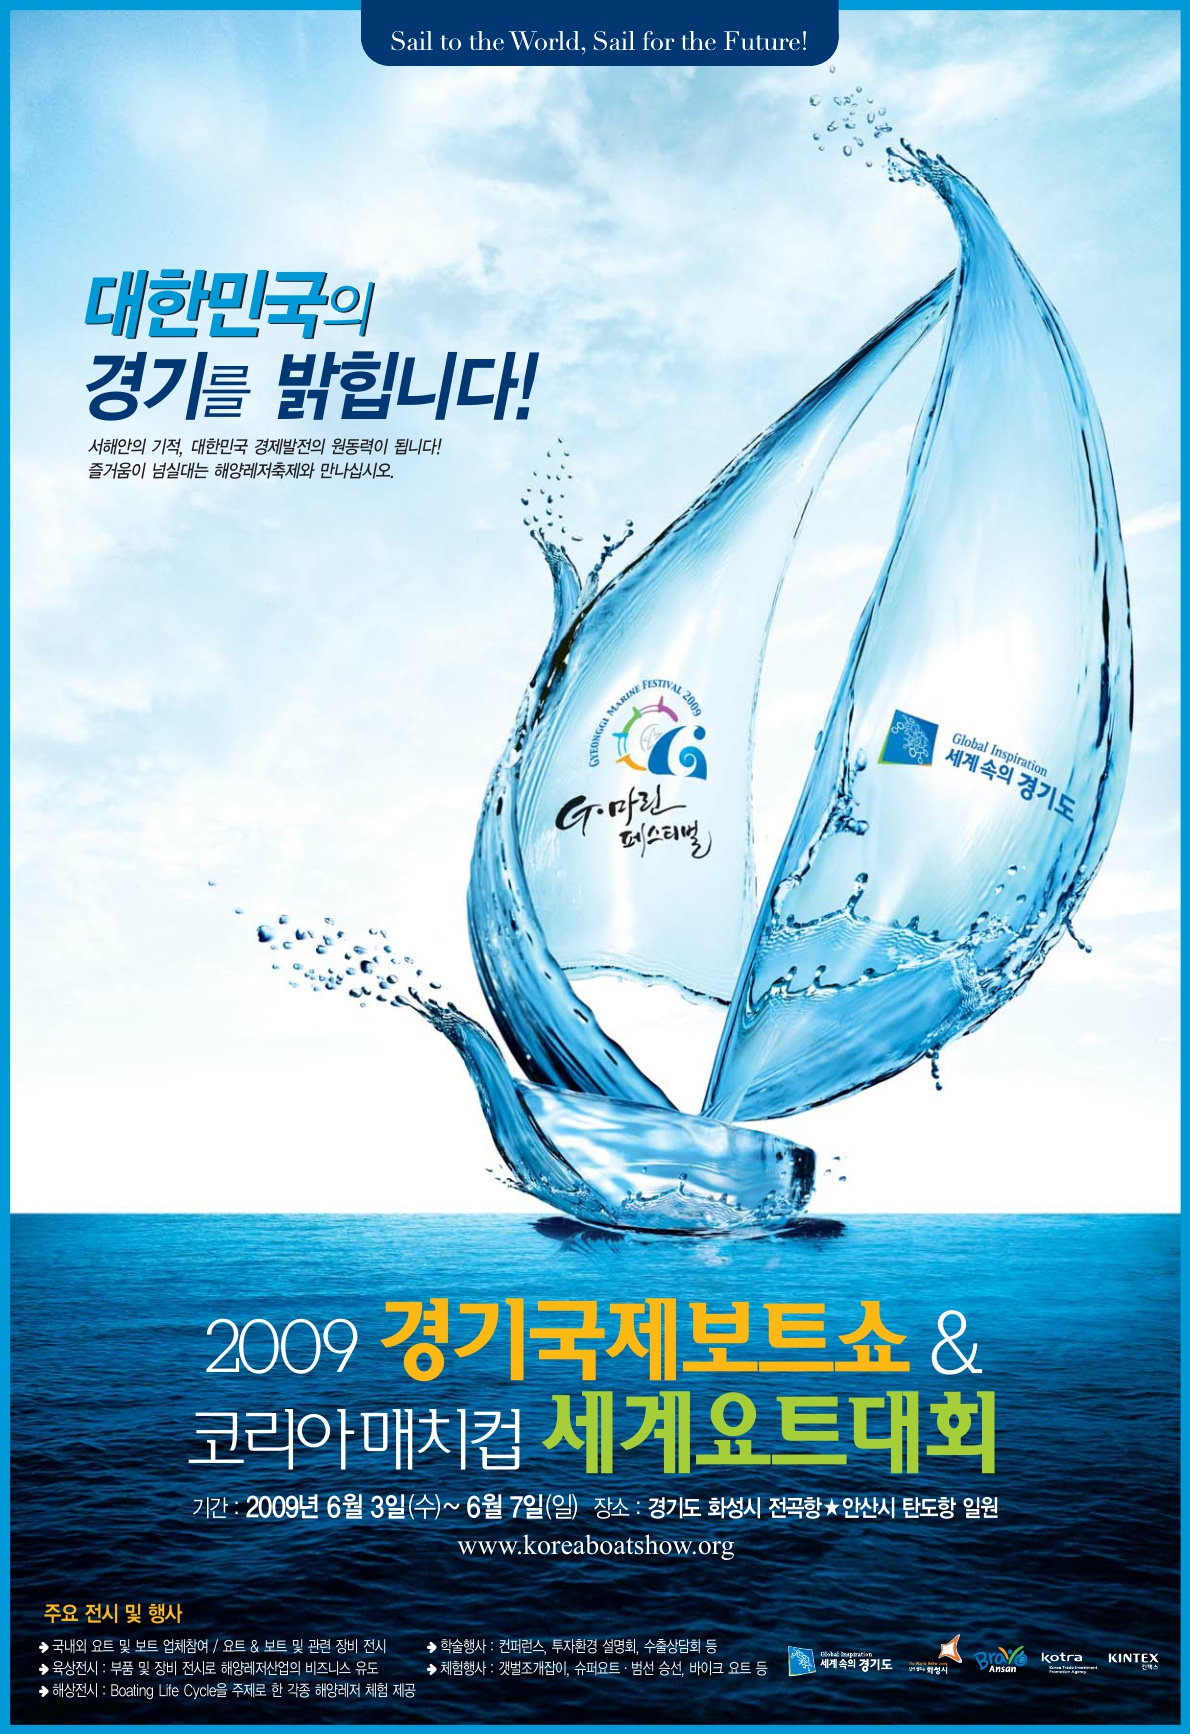 Sail to the World, Sail for the Future!
대한민국의
경기를 밝힙니다!
서해안의 기적, 대한민국 경제발전의 원동력이 됩니다!
즐거움이 넘실대는 해양레저축제와 만나십시오.
GYEONGGI MARINE FESTIVAL 2009
G·마린
페스티벌
Global Inspiration
세계속의 경기도
2009 경기국제보트쇼 &
코리아매치컵 세계요트대회
기간 : 2009년 6월 3일(수)~ 6월 7일(일) 장소 : 경기도 화성시 전곡항★안산시 탄도항 일원
www.koreaboatshow.org
주요 전시 및 행사
국내외 요트 및 보트 업체참여 / 요트 & 보트 및 관련 장비 전시
육상전시 : 부품 및 장비 전시로 해양레저산업의 비즈니스 유도
해상전시 : Boating Life Cycle을 주제로 한 각종 해양레저 체험 제공
학술행사 : 컨퍼런스, 투자환경 설명회, 수출상담회 등
체험행사 : 갯벌조개잡이, 슈퍼요트 · 범선 승선, 바이크 요트 등
Global Inspiration
세계속의 경기도
화성시
Bravo
Ansan
kotra
Korea Trade-Investment
Promotion Agency
KINTEX
킨텍스